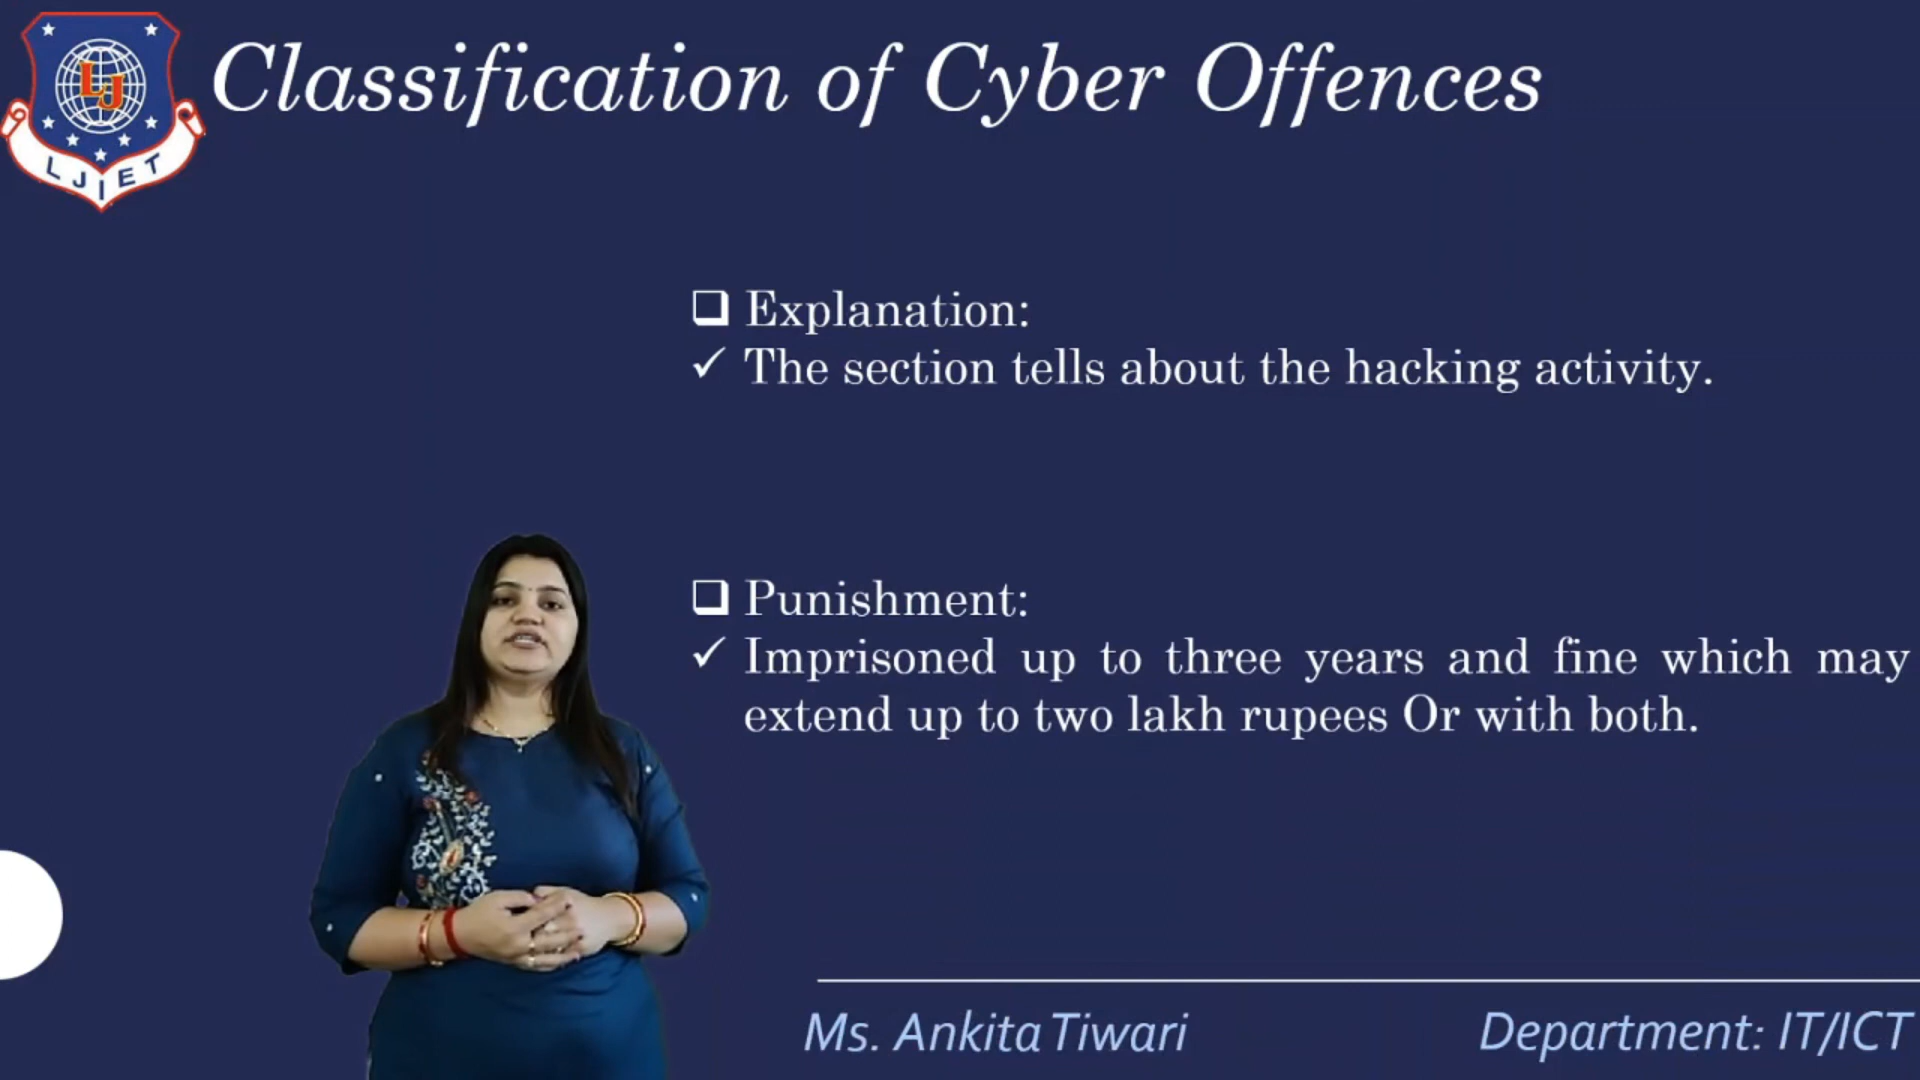 LJ
LJIET
Classification of Cyber Offences
Explanation:
The section tells about the hacking activity.
Punishment:
Imprisoned up to three years and fine which may
extend up to two lakh rupees Or with both.
Ms. Ankita Tiwari
Department: IT/ICT